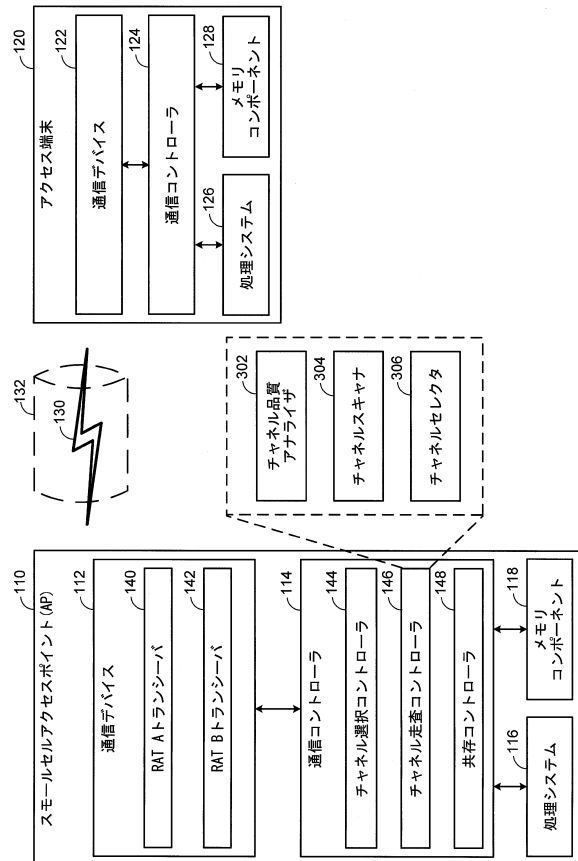 110
スモールセルアクセスポイント(AP)
112
通信デバイス
140
RAT Aトランシーバ
142
RAT Bトランシーバ
114
通信コントローラ
144
チャネル選択コントローラ
146
チャネル走査コントローラ
148
共存コントローラ
116
処理システム
118
メモリ
コンポーネント
132
130
302
チャネル品質
アナライザ
304
チャネルスキャナ
306
チャネルセレクタ
120
アクセス端末
122
通信デバイス
124
通信コントローラ
126
処理システム
128
メモリ
コンポーネント